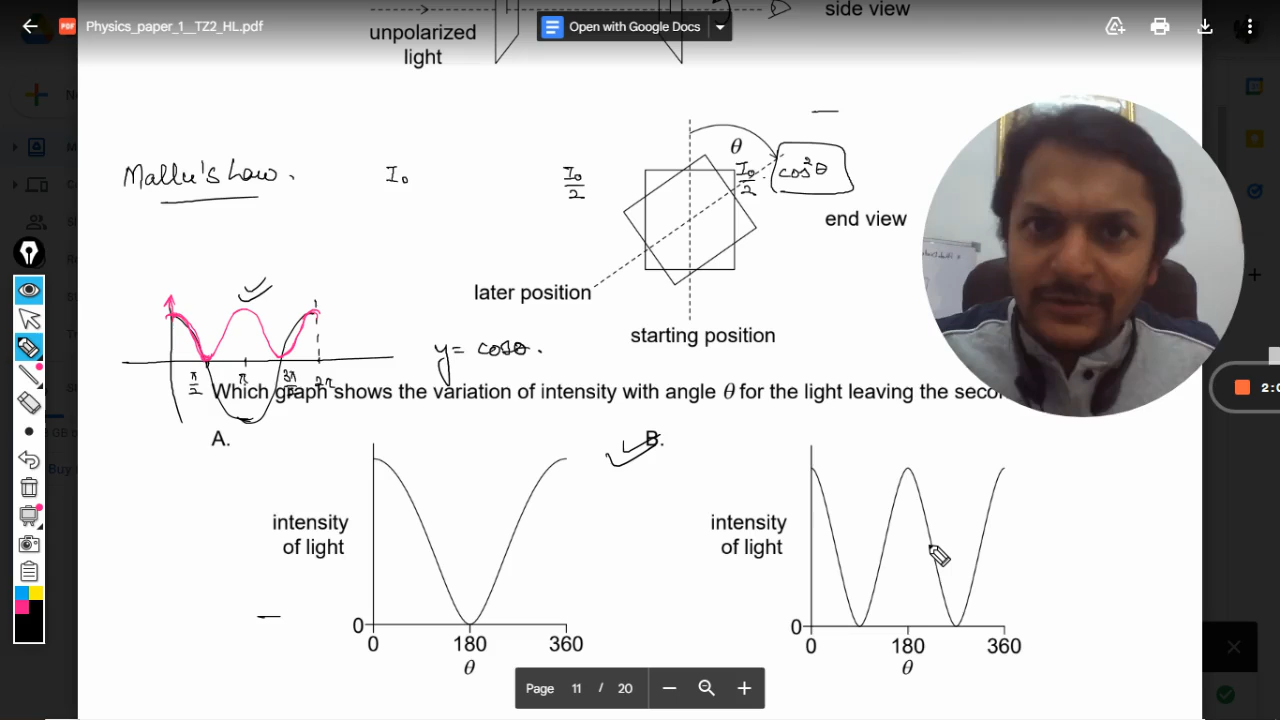 Physics_paper_1__TZ2_HL.pdf
Open with Google Docs
side view
unpolarized
light
θ
Mallu's Law.
I₀
I₀/2
I₀/2
cos²θ
end view
later position
starting position
y = cosθ.
π/2
π
3π/2
2π
Which graph shows the variation of intensity with angle θ for the light leaving the
A.
B.
intensity
of light
0
0
180
360
θ
intensity
of light
0
0
180
360
θ
Page 11 / 20